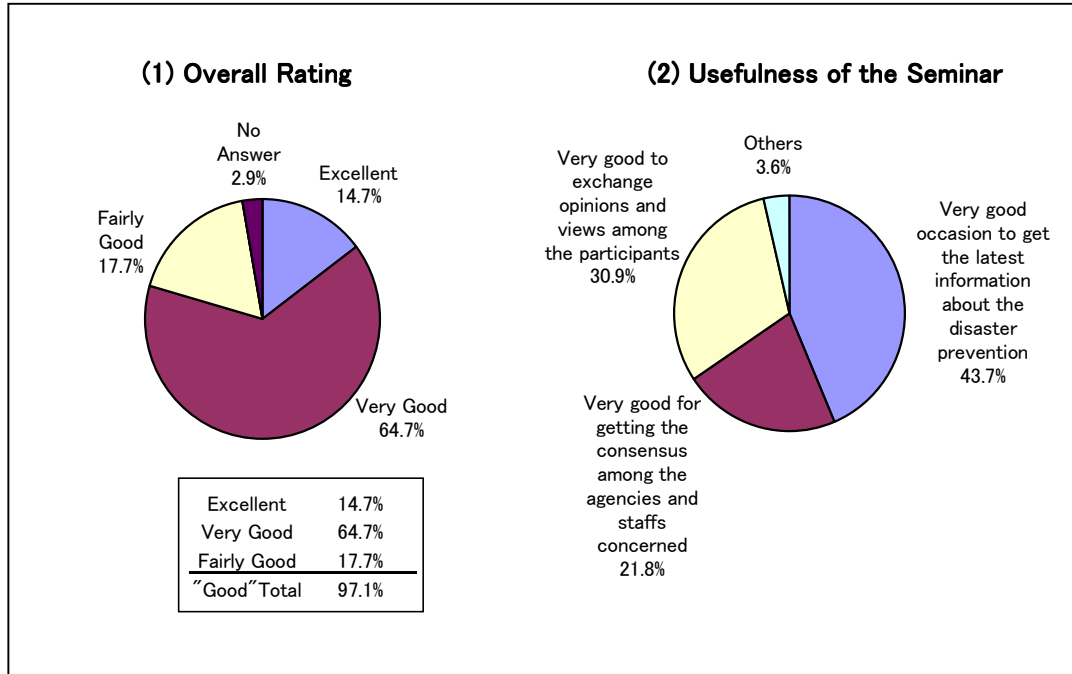 (1) Overall Rating
No
Answer
2.9%
Excellent
14.7%
Fairly
Good
17.7%
Very Good
64.7%
Excellent 14.7%
Very Good 64.7%
Fairly Good 17.7%
"Good"Total 97.1%
(2) Usefulness of the Seminar
Others
3.6%
Very good to
exchange
opinions and
views among
the participants
30.9%
Very good
occasion to get
the latest
information
about the
disaster
prevention
43.7%
Very good for
getting the
consensus
among the
agencies and
staffs
concerned
21.8%